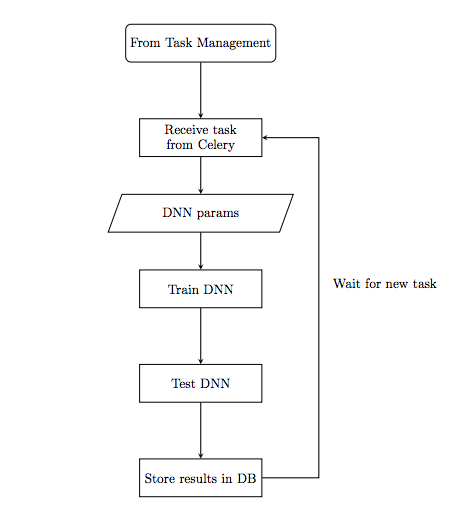 From Task Management
Receive task
from Celery
DNN params
Train DNN
Wait for new task
Test DNN
Store results in DB